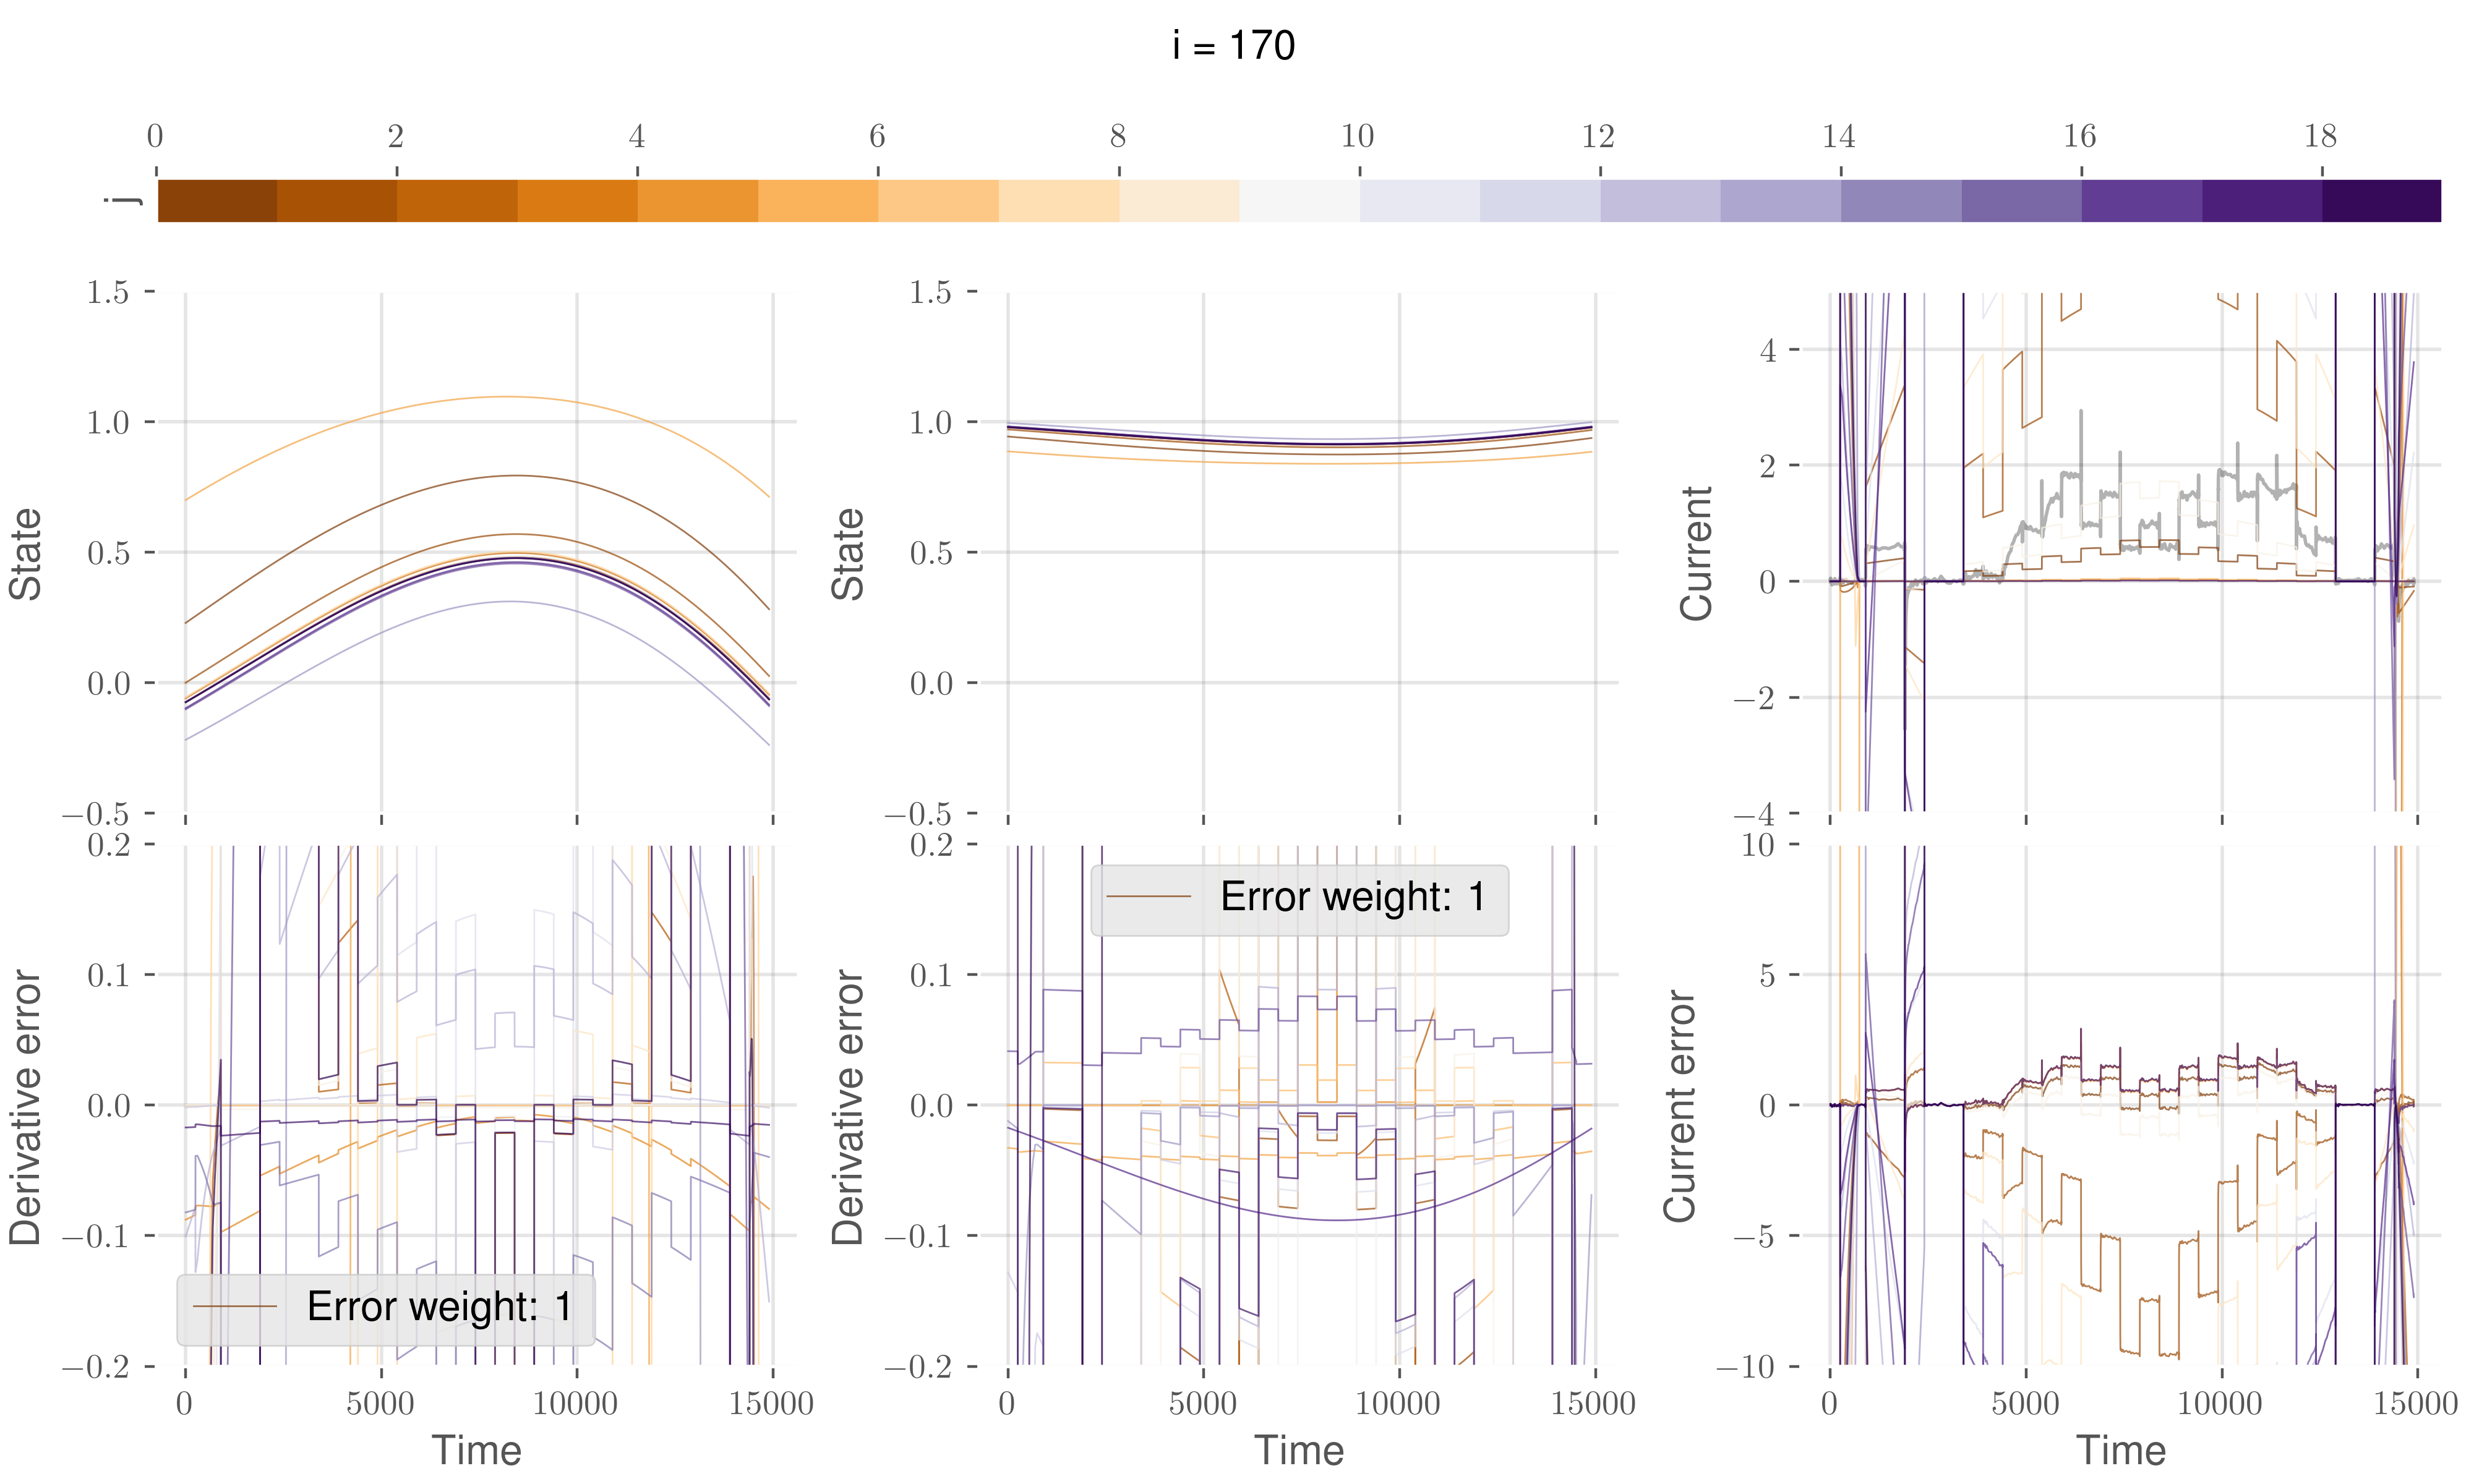 i = 170
0 2 4 6 8 10 12 14 16 18
j
1.5 1.0 0.5 0.0 −0.5
State
1.5 1.0 0.5 0.0 −0.5
State
4 2 0 −2 −4
Current
0.2 0.1 0.0 −0.1 −0.2
Derivative error
Error weight: 1
0 5000 10000 15000
Time
0.2 0.1 0.0 −0.1 −0.2
Derivative error
Error weight: 1
0 5000 10000 15000
Time
10 5 0 −5 −10
Current error
0 5000 10000 15000
Time